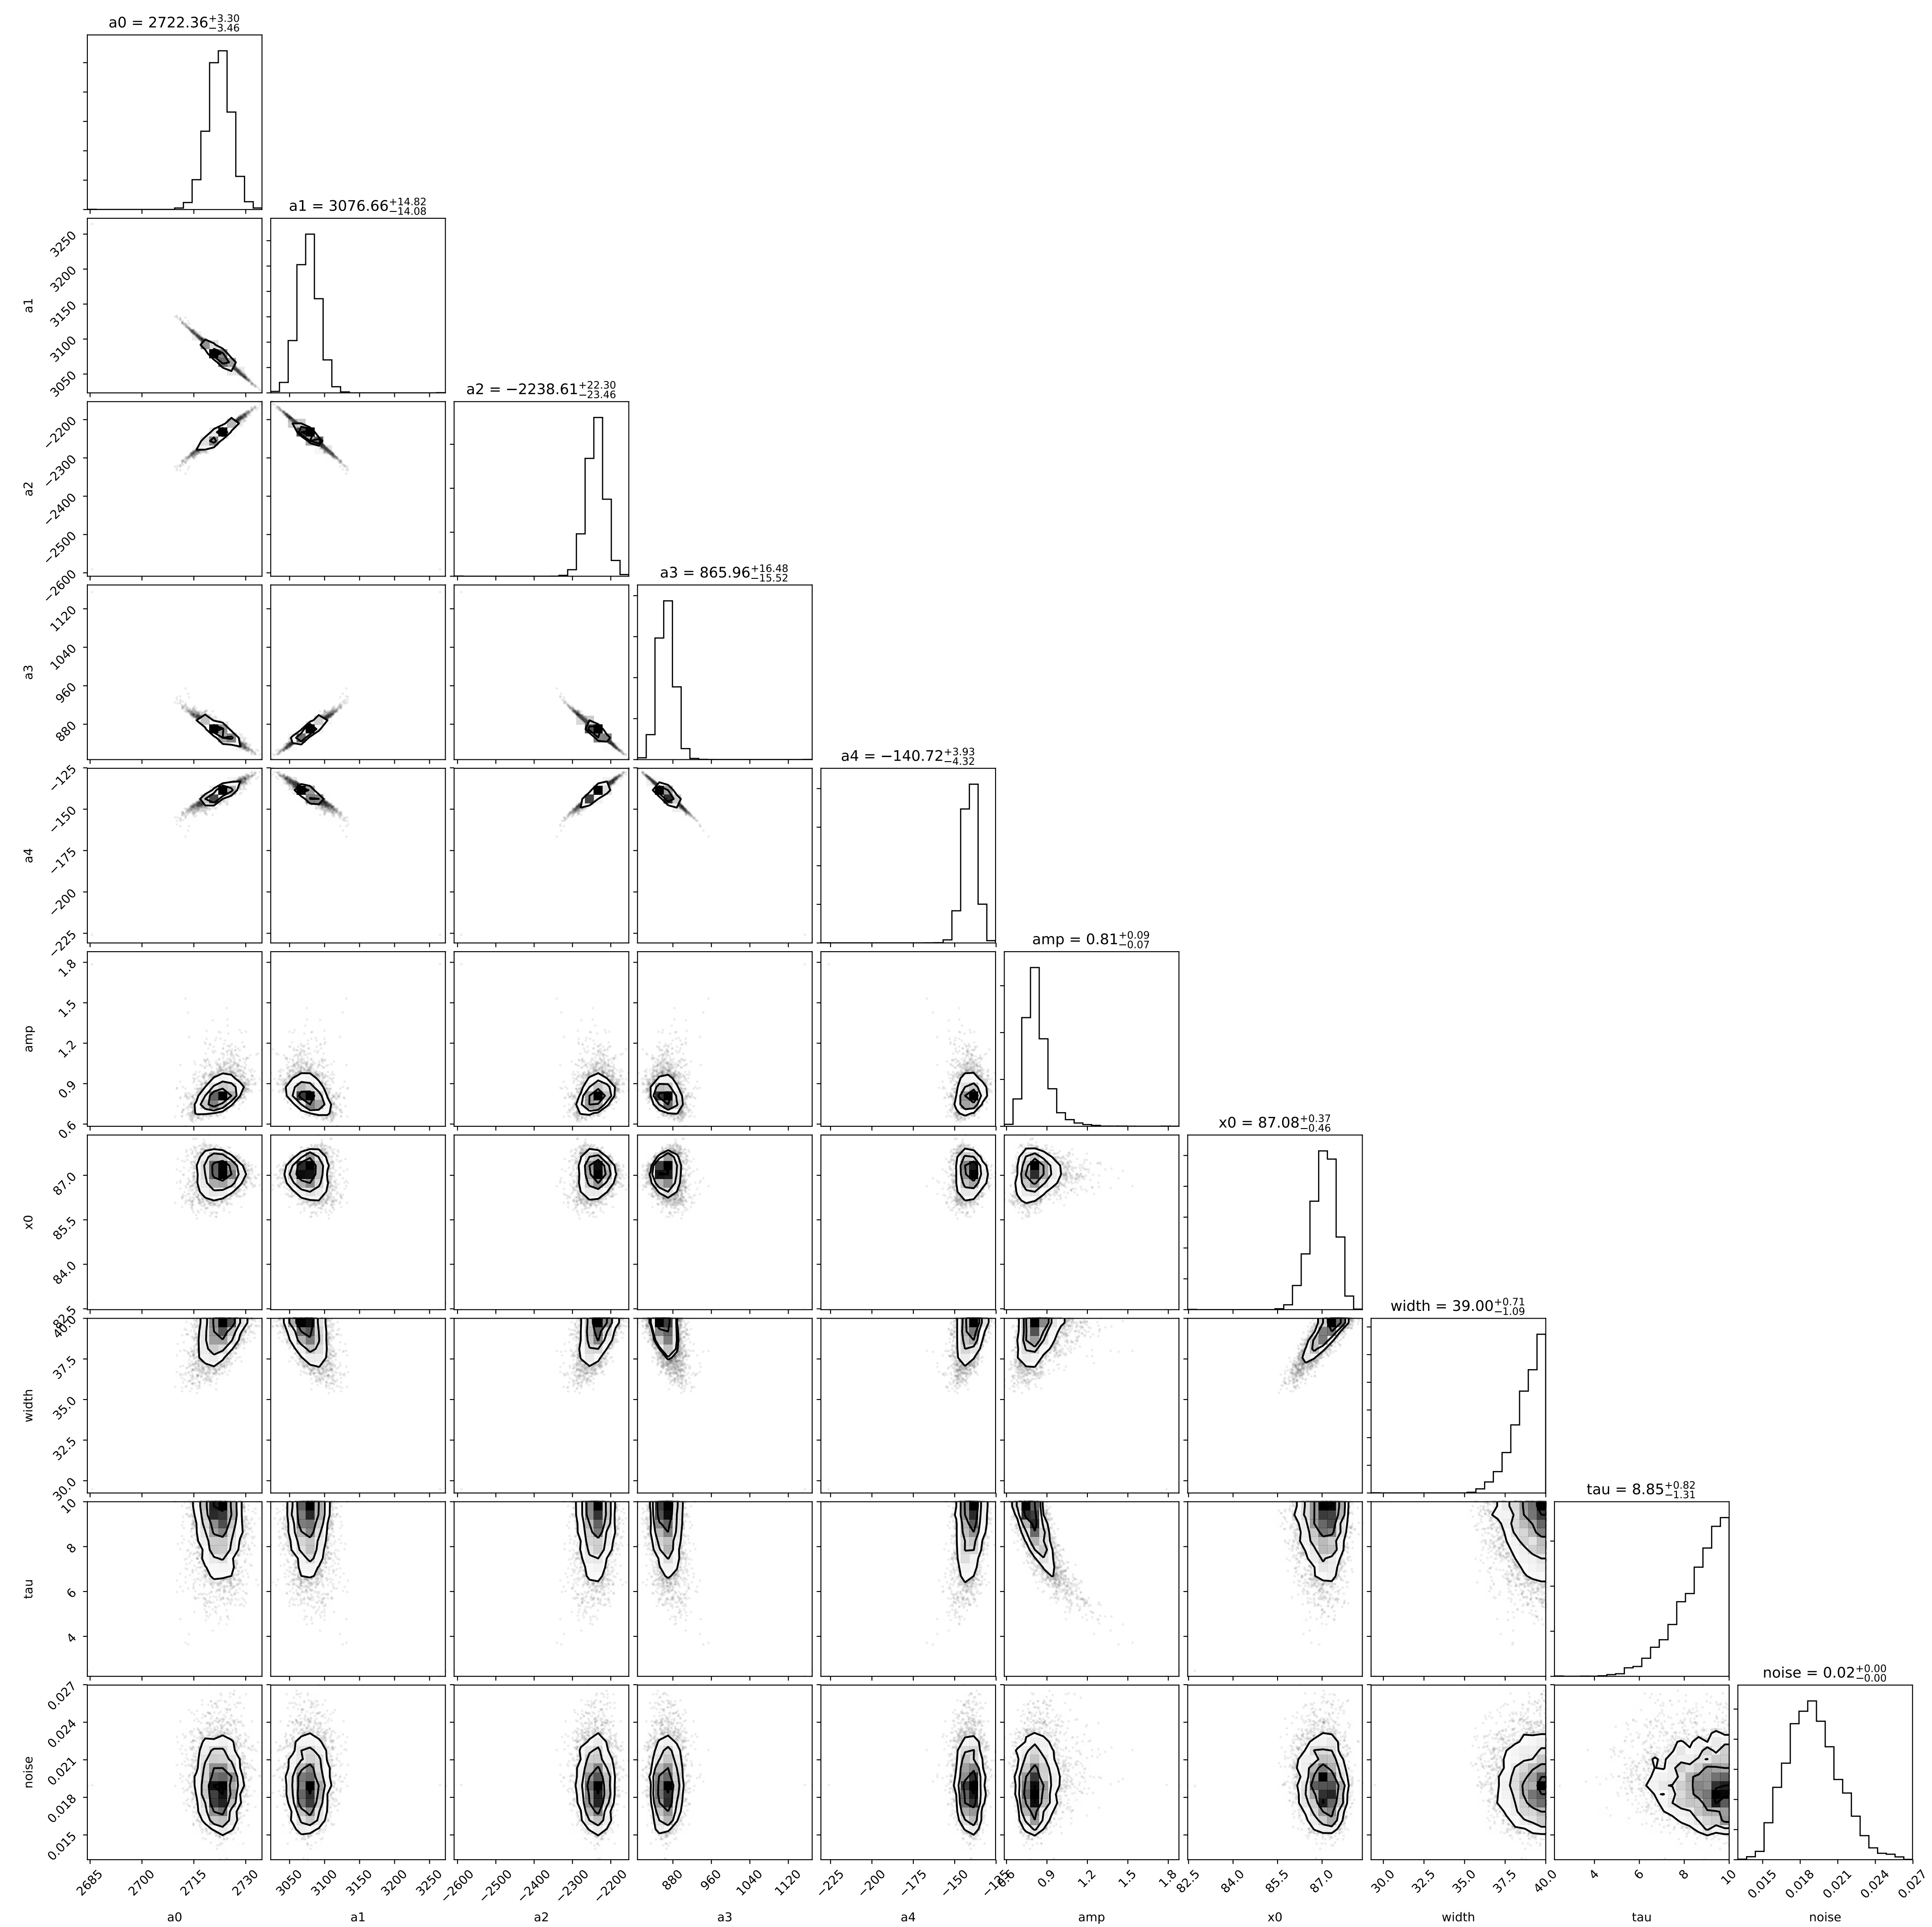 a0 = 2722.36+3.30 −3.46
a1 = 3076.66+14.82 −14.08
3250
3200
3150
3100
3050
a1
a2 = −2238.61+22.30 −23.46
−2200
−2300
−2400
−2500
−2600
a2
a3 = 865.96+16.48 −15.52
1120
1040
960
880
a3
a4 = −140.72+3.93 −4.32
−125
−150
−175
−200
−225
a4
amp = 0.81+0.09 −0.07
1.8
1.5
1.2
0.9
0.6
amp
x0 = 87.08+0.37 −0.46
87.0
85.5
84.0
82.5
x0
width = 39.00+0.71 −1.09
40.0
37.5
35.0
32.5
30.0
width
tau = 8.85+0.82 −1.31
10
8
6
4
tau
noise = 0.02+0.00 −0.00
0.027
0.024
0.021
0.018
0.015
noise
2685 2700 2715 2730 3050 3100 3150 3200 3250 −2600 −2500 −2400 −2300 −2200 880 960 1040 1120 −225 −200 −175 −150 −125 0.6 0.9 1.2 1.5 1.8 82.5 84.0 85.5 87.0 30.0 32.5 35.0 37.5 40.0 4 6 8 10 0.015 0.018 0.021 0.024 0.027
a0 a1 a2 a3 a4 amp x0 width tau noise